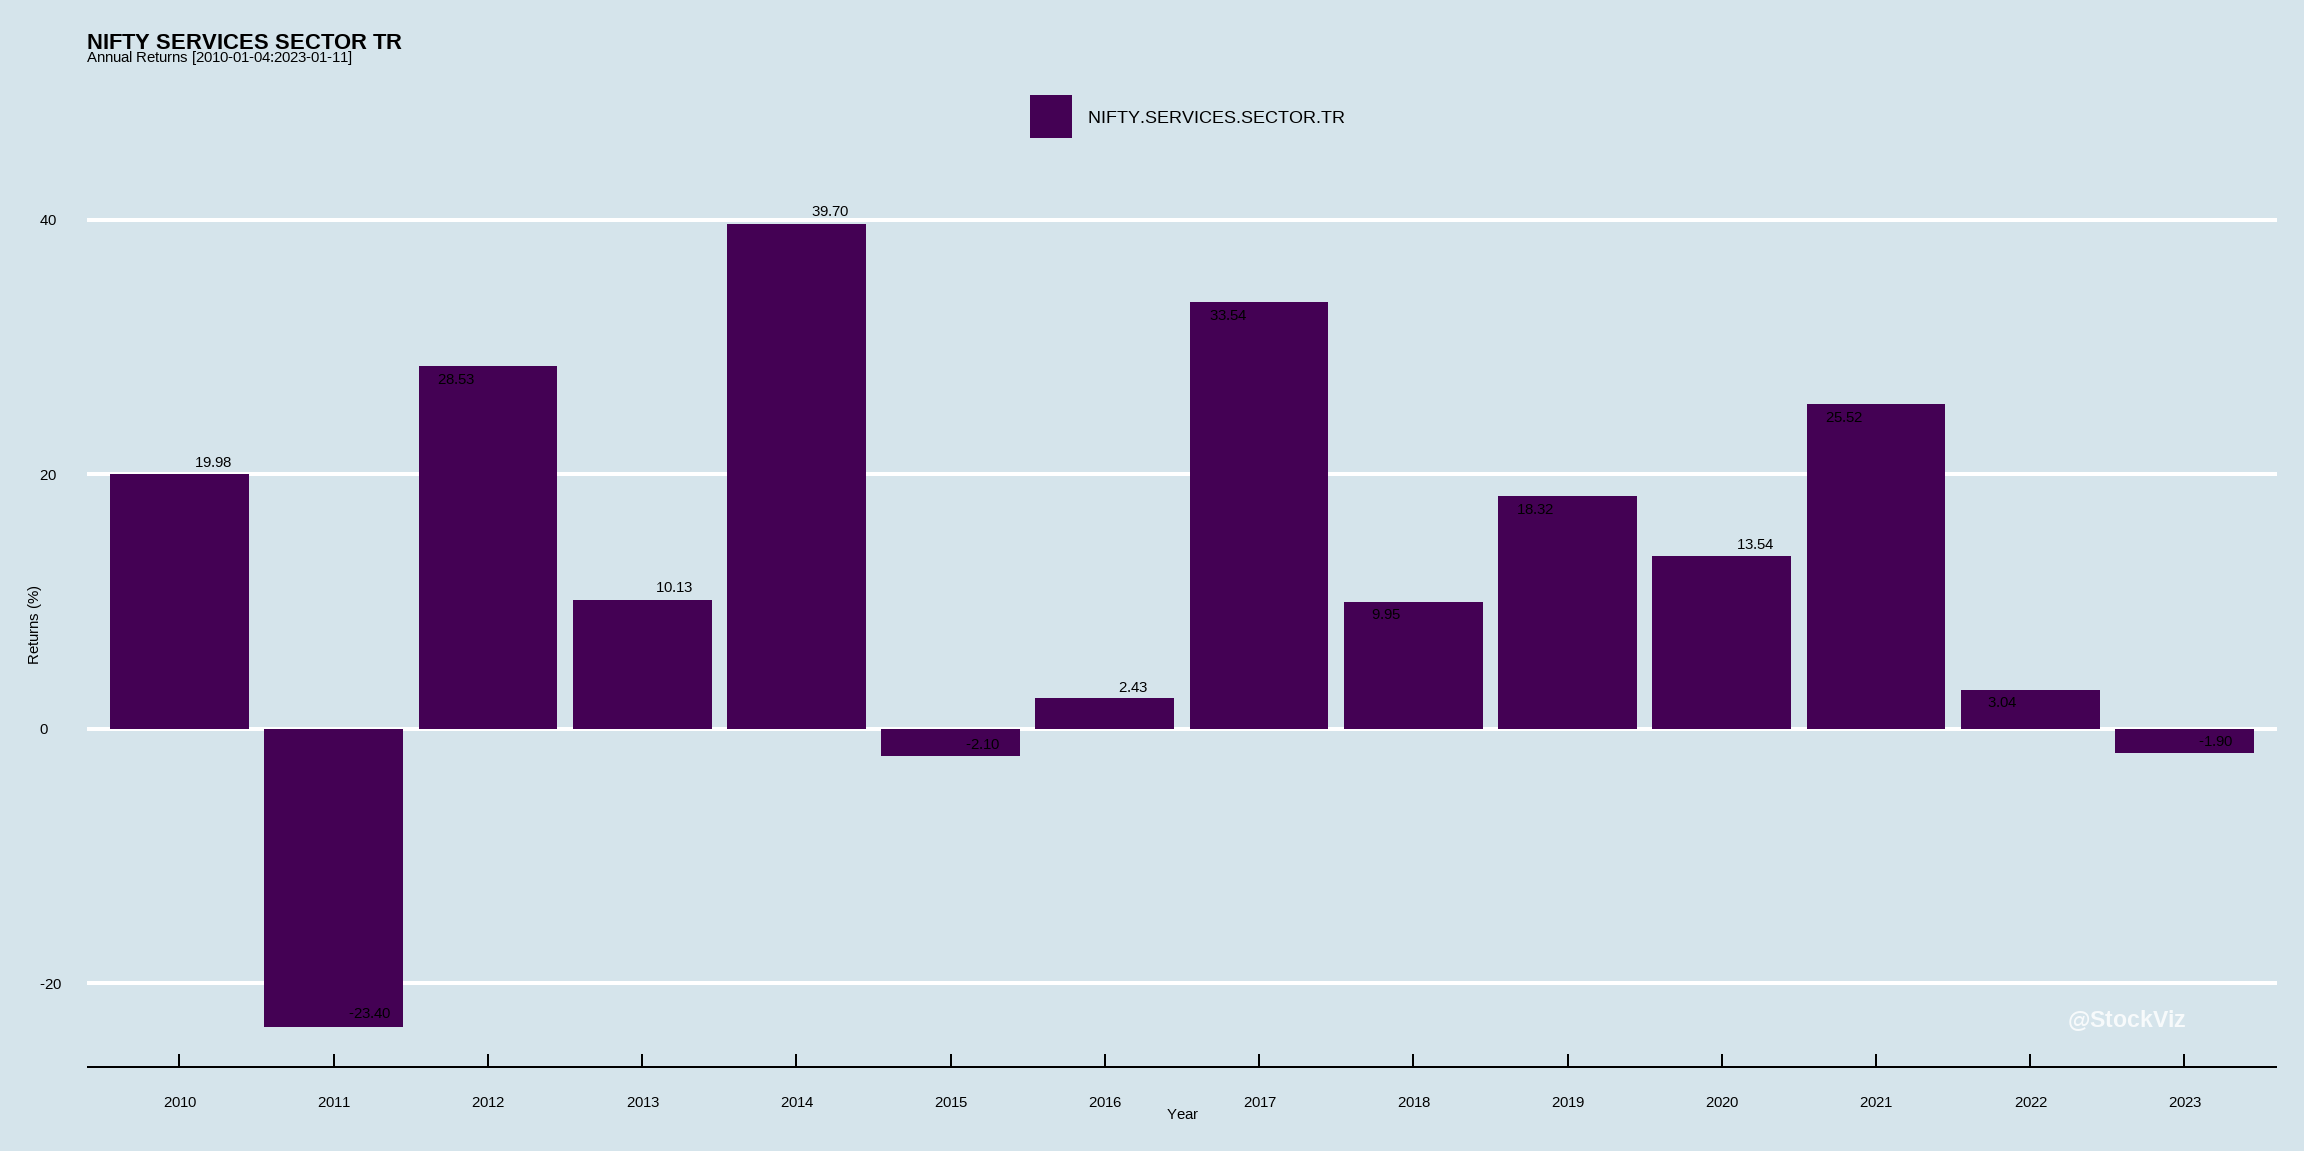 NIFTY SERVICES SECTOR TR
Annual Returns [2010-01-04:2023-01-11]
NIFTY.SERVICES.SECTOR.TR
40
20
0
-20
Returns (%)
19.98
-23.40
28.53
10.13
39.70
-2.10
2.43
33.54
9.95
18.32
13.54
25.52
3.04
-1.90
@StockViz
2010 2011 2012 2013 2014 2015 2016 2017 2018 2019 2020 2021 2022 2023
Year